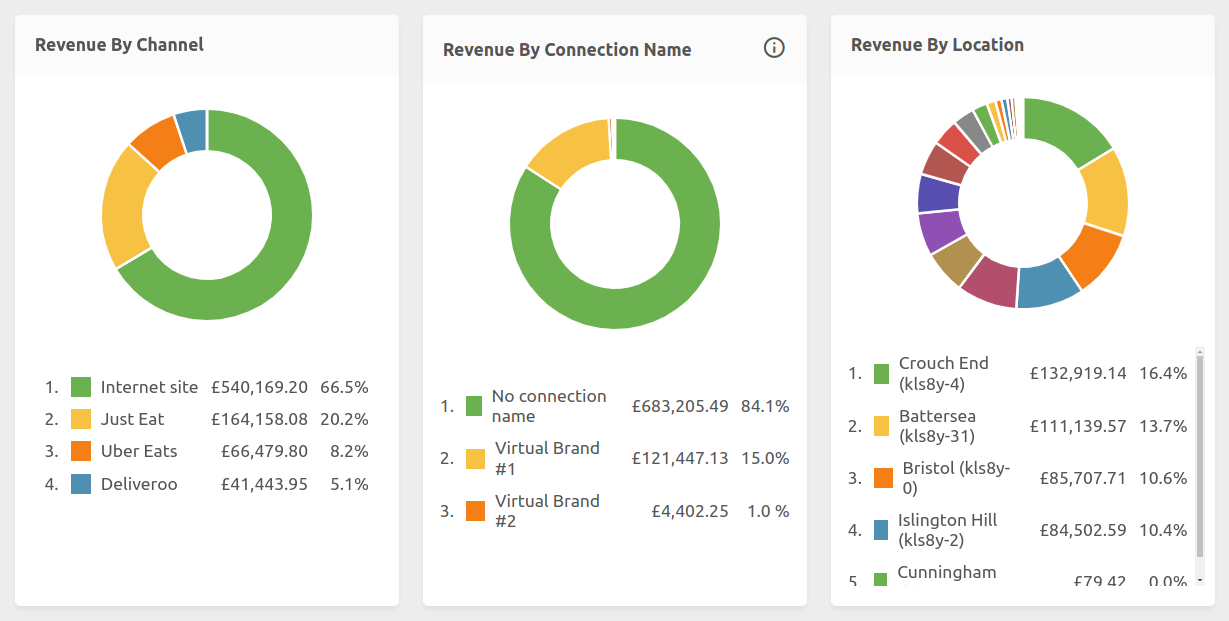 Revenue By Channel
1. Internet site £540,169.20 66.5%
2. Just Eat £164,158.08 20.2%
3. Uber Eats £66,479.80 8.2%
4. Deliveroo £41,443.95 5.1%
Revenue By Connection Name
1. No connection
name £683,205.49 84.1%
2. Virtual Brand
#1 £121,447.13 15.0%
3. Virtual Brand
#2 £4,402.25 1.0 %
Revenue By Location
1. Crouch End
(kls8y-4) £132,919.14 16.4%
2. Battersea
(kls8y-31) £111,139.57 13.7%
3. Bristol (kls8y-
0) £85,707.71 10.6%
4. Islington Hill
(kls8y-2) £84,502.59 10.4%
5. Cunningham £79.42 0.0%